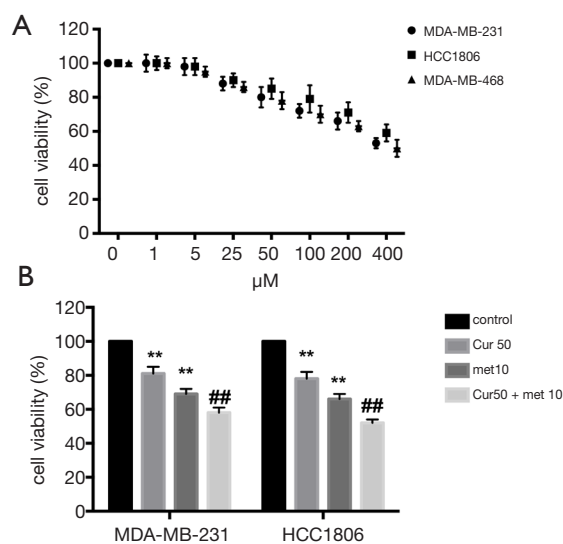 A
cell viability (%)
120
100
80
60
40
20
0
0 1 5 25 50 100 200 400
μM
MDA-MB-231
HCC1806
MDA-MB-468
B
cell viability (%)
120
100
80
60
40
20
0
** ** ##
** ** ##
MDA-MB-231 HCC1806
control
Cur 50
met10
Cur50 + met 10